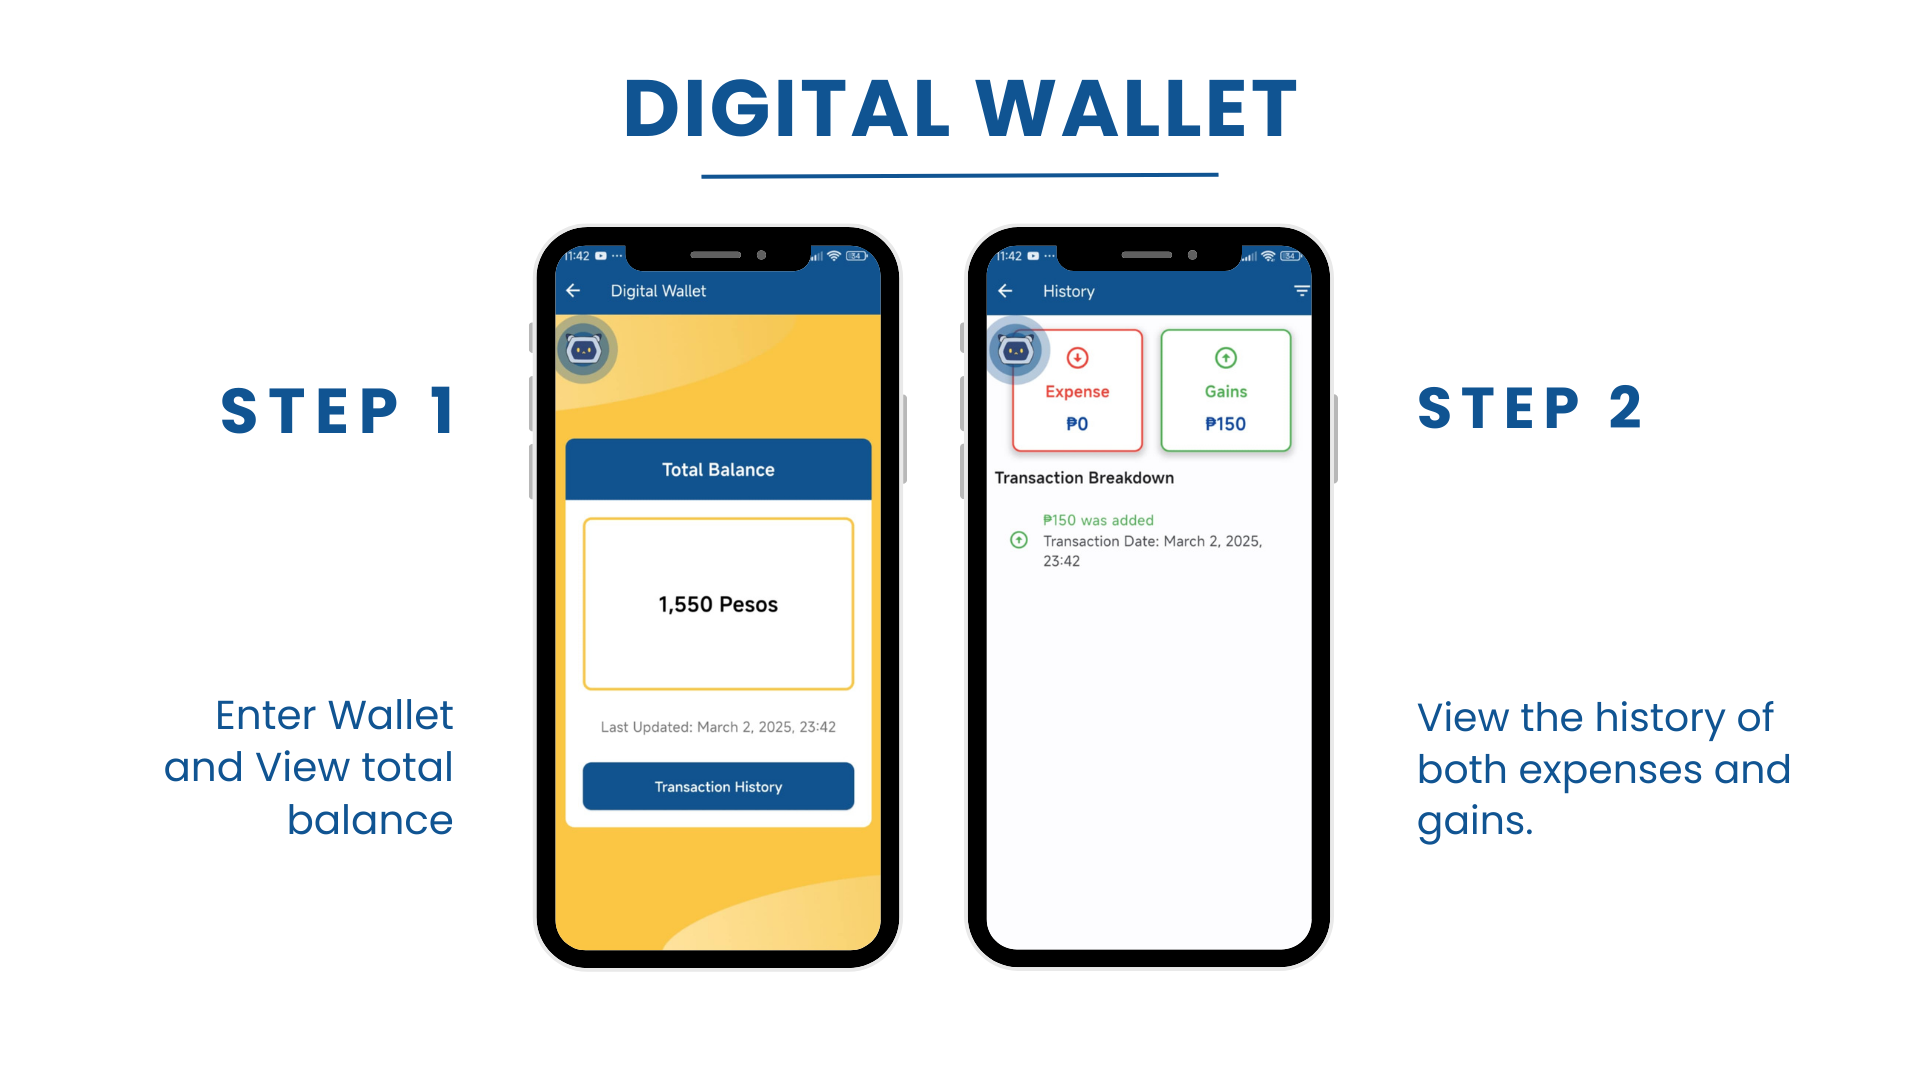 DIGITAL WALLET
STEP 1
Enter Wallet
and View total
balance
11:42
54
Digital Wallet
Total Balance
1,550 Pesos
Last Updated: March 2, 2025, 23:42
Transaction History
11:42
54
History
Expense
₱0
Gains
₱150
Transaction Breakdown
₱150 was added
Transaction Date: March 2, 2025,
23:42
STEP 2
View the history of
both expenses and
gains.